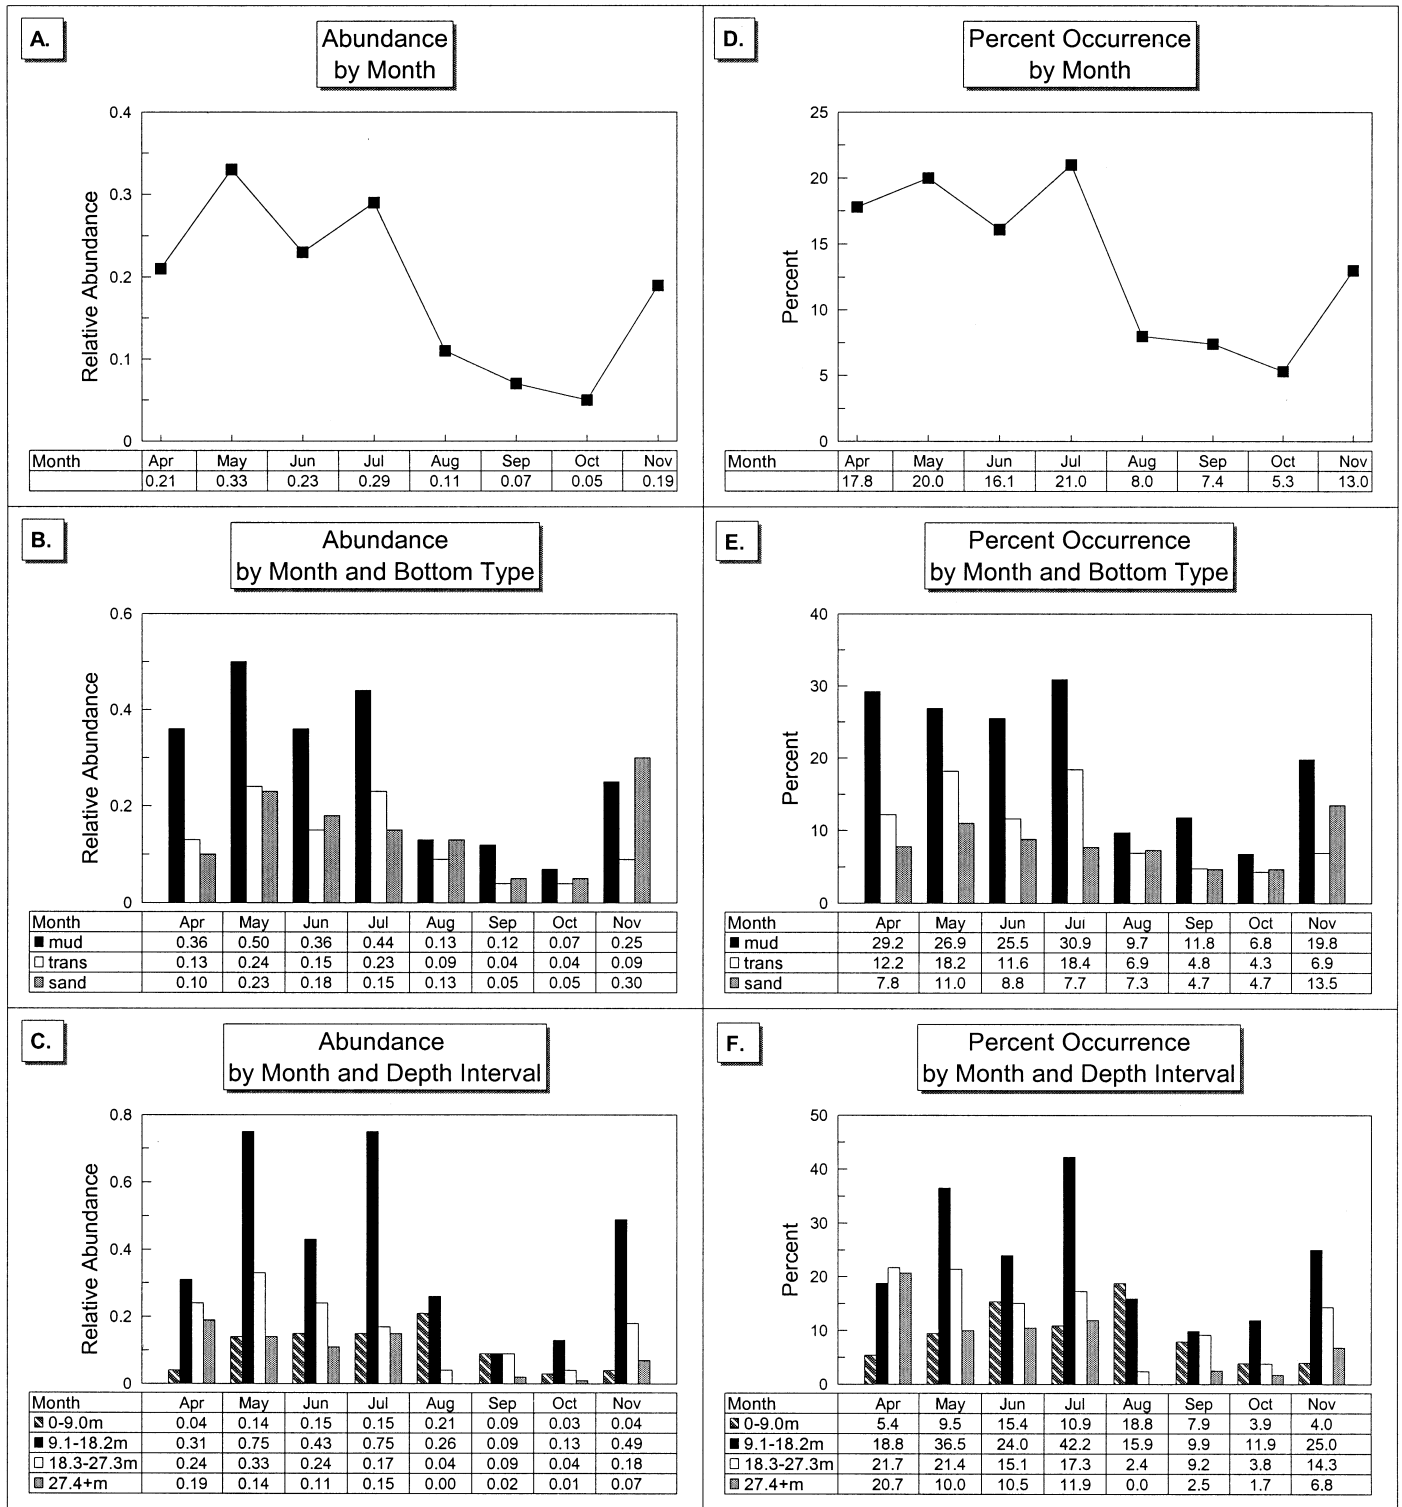 A.
Abundance
by Month
Relative Abundance
0.4
0.3
0.2
0.1
0
Month Apr May Jun Jul Aug Sep Oct Nov
0.21 0.33 0.23 0.29 0.11 0.07 0.05 0.19
D.
Percent Occurrence
by Month
Percent
25
20
15
10
5
0
Month Apr May Jun Jul Aug Sep Oct Nov
17.8 20.0 16.1 21.0 8.0 7.4 5.3 13.0
B.
Abundance
by Month and Bottom Type
Relative Abundance
0.6
0.4
0.2
0
Month Apr May Jun Jul Aug Sep Oct Nov
mud 0.36 0.50 0.36 0.44 0.13 0.12 0.07 0.25
trans 0.13 0.24 0.15 0.23 0.09 0.04 0.04 0.09
sand 0.10 0.23 0.18 0.15 0.13 0.05 0.05 0.30
E.
Percent Occurrence
by Month and Bottom Type
Percent
40
30
20
10
0
Month Apr May Jun Jul Aug Sep Oct Nov
mud 29.2 26.9 25.5 30.9 9.7 11.8 6.8 19.8
trans 12.2 18.2 11.6 18.4 6.9 4.8 4.3 6.9
sand 7.8 11.0 8.8 7.7 7.3 4.7 4.7 13.5
C.
Abundance
by Month and Depth Interval
Relative Abundance
0.8
0.6
0.4
0.2
0
Month Apr May Jun Jul Aug Sep Oct Nov
0-9.0m 0.04 0.14 0.15 0.15 0.21 0.09 0.03 0.04
9.1-18.2m 0.31 0.75 0.43 0.75 0.26 0.09 0.13 0.49
18.3-27.3m 0.24 0.33 0.24 0.17 0.04 0.09 0.04 0.18
27.4+m 0.19 0.14 0.11 0.15 0.00 0.02 0.01 0.07
F.
Percent Occurrence
by Month and Depth Interval
Percent
50
40
30
20
10
0
Month Apr May Jun Jul Aug Sep Oct Nov
0-9.0m 5.4 9.5 15.4 10.9 18.8 7.9 3.9 4.0
9.1-18.2m 18.8 36.5 24.0 42.2 15.9 9.9 11.9 25.0
18.3-27.3m 21.7 21.4 15.1 17.3 2.4 9.2 3.8 14.3
27.4+m 20.7 10.0 10.5 11.9 0.0 2.5 1.7 6.8